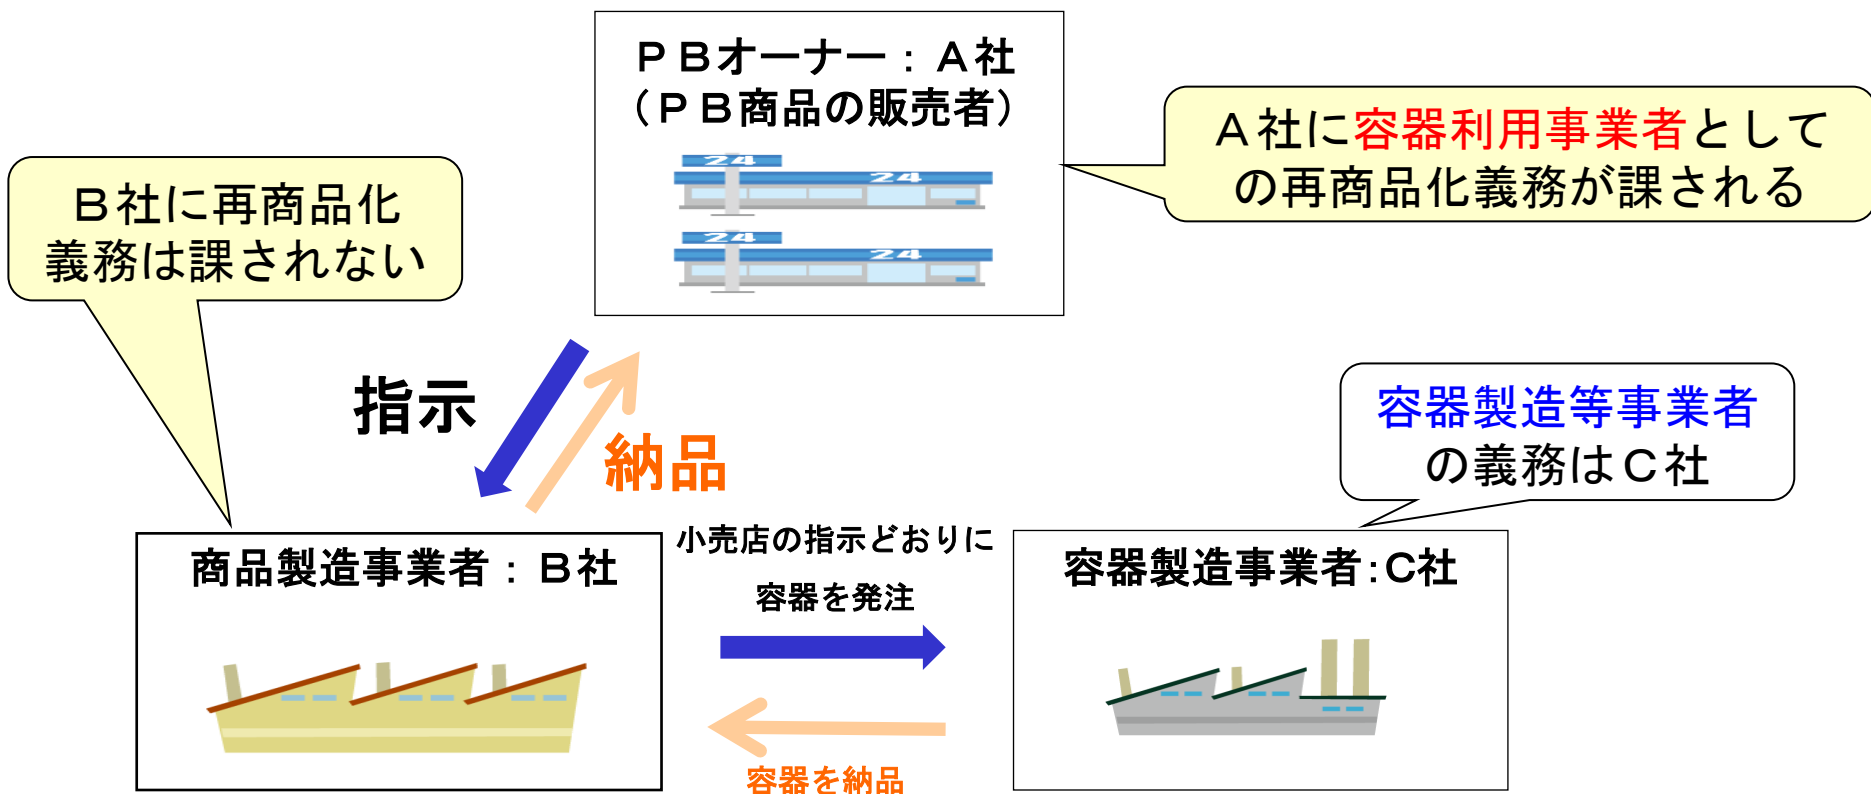 ＰＢオーナー：Ａ社
（ＰＢ商品の販売者）
24
24
24
24
Ａ社に容器利用事業者として
の再商品化義務が課される
Ｂ社に再商品化
義務は課されない
指示
納品
容器製造等事業者
の義務はＣ社
商品製造事業者：Ｂ社
小売店の指示どおりに
容器を発注
容器を納品
容器製造事業者:C社